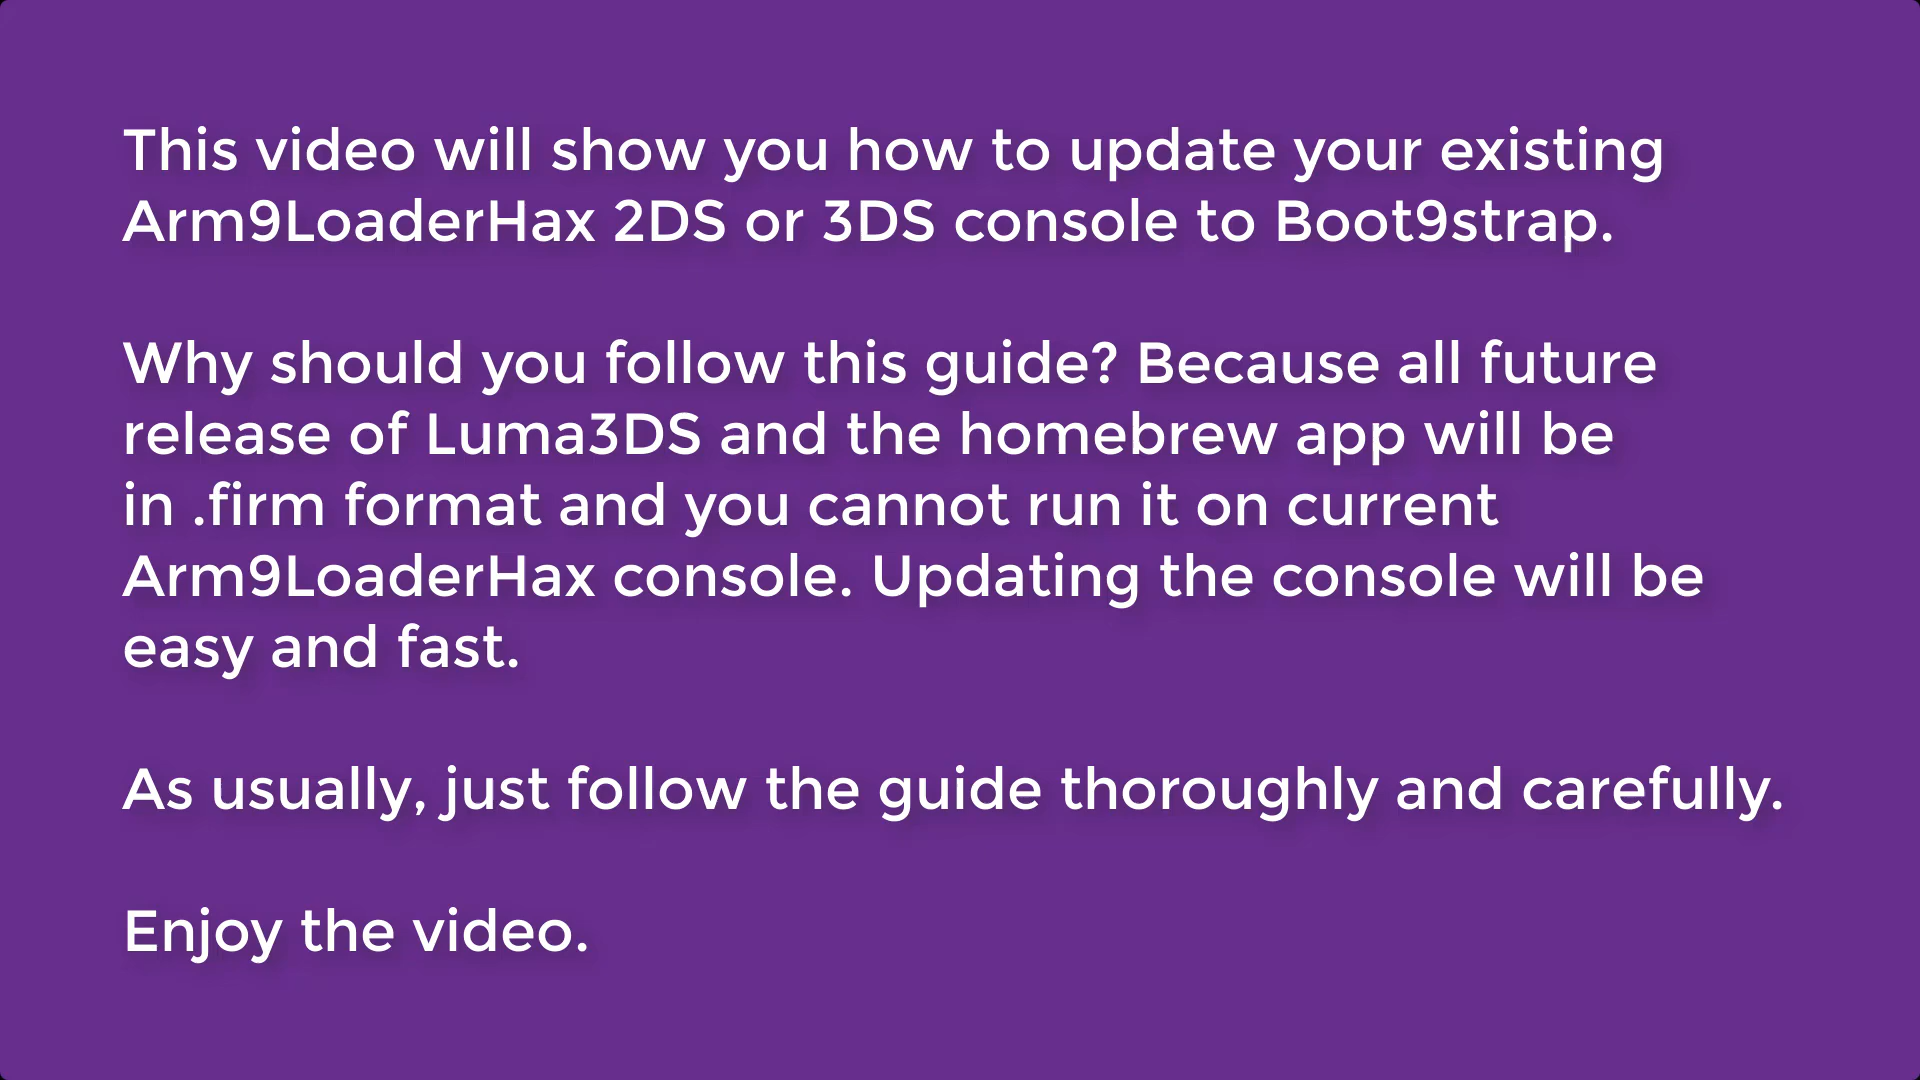 This video will show you how to update your existing
Arm9LoaderHax 2DS or 3DS console to Boot9strap.
Why should you follow this guide? Because all future
release of Luma3DS and the homebrew app will be
in .firm format and you cannot run it on current
Arm9LoaderHax console. Updating the console will be
easy and fast.
As usually, just follow the guide thoroughly and carefully.
Enjoy the video.